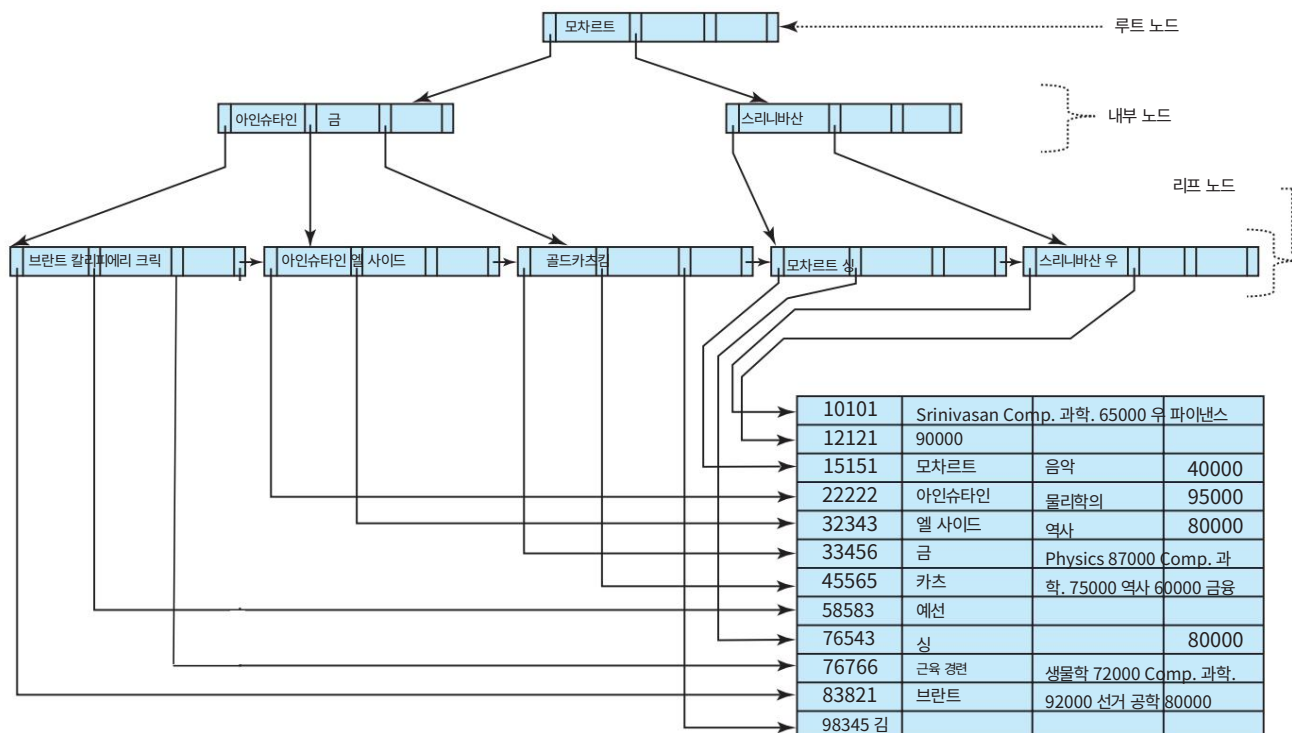 모차르트
루트 노드
아인슈타인 금
스리니바산
내부 노드
리프 노드
브란트 칼리피에리 크릭
아인슈타인 엘 사이드
골드카츠킴
모차르트 싱
스리니바산 우
10101 Srinivasan Comp. 과학. 65000 우 파이낸스
12121 90000
15151 모차르트 음악 40000
22222 아인슈타인 물리학의 95000
32343 엘 사이드 역사 80000
33456 금 Physics 87000 Comp. 과
45565 카츠 학. 75000 역사 60000 금융
58583 예선
76543 싱 80000
76766 근육 경련 생물학 72000 Comp. 과학.
83821 브란트 92000 선거 공학 80000
98345 김